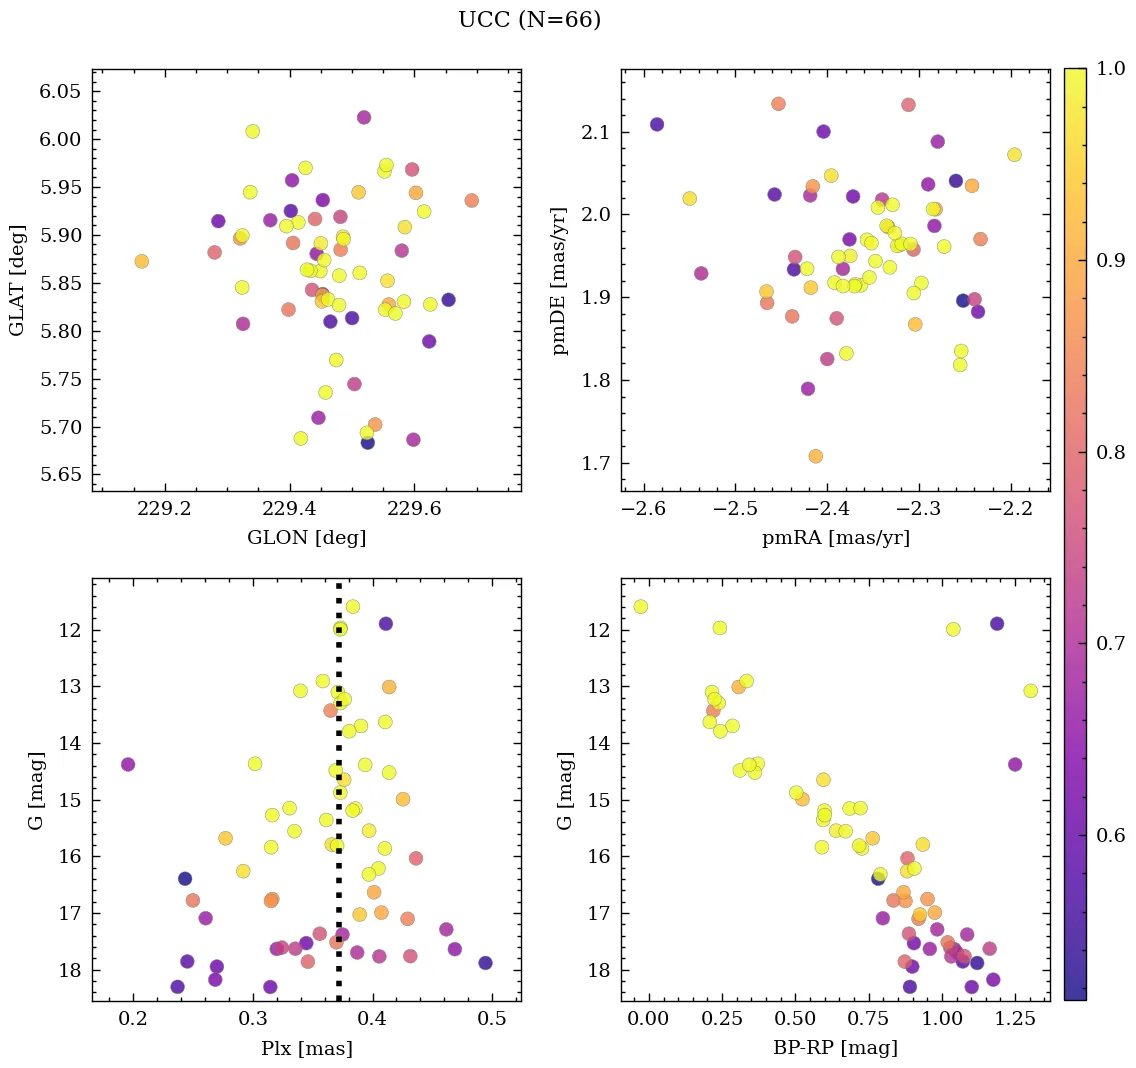 UCC (N=66)
6.05
6.00
5.95
5.90
5.85
5.80
5.75
5.70
5.65
GLAT [deg]
229.2 229.4 229.6
GLON [deg]
2.1
2.0
1.9
1.8
1.7
pmDE [mas/yr]
−2.6 −2.5 −2.4 −2.3 −2.2
pmRA [mas/yr]
1.0
0.9
0.8
0.7
0.6
12
13
14
15
16
17
18
G [mag]
0.2 0.3 0.4 0.5
Plx [mas]
12
13
14
15
16
17
18
G [mag]
0.00 0.25 0.50 0.75 1.00 1.25
BP-RP [mag]